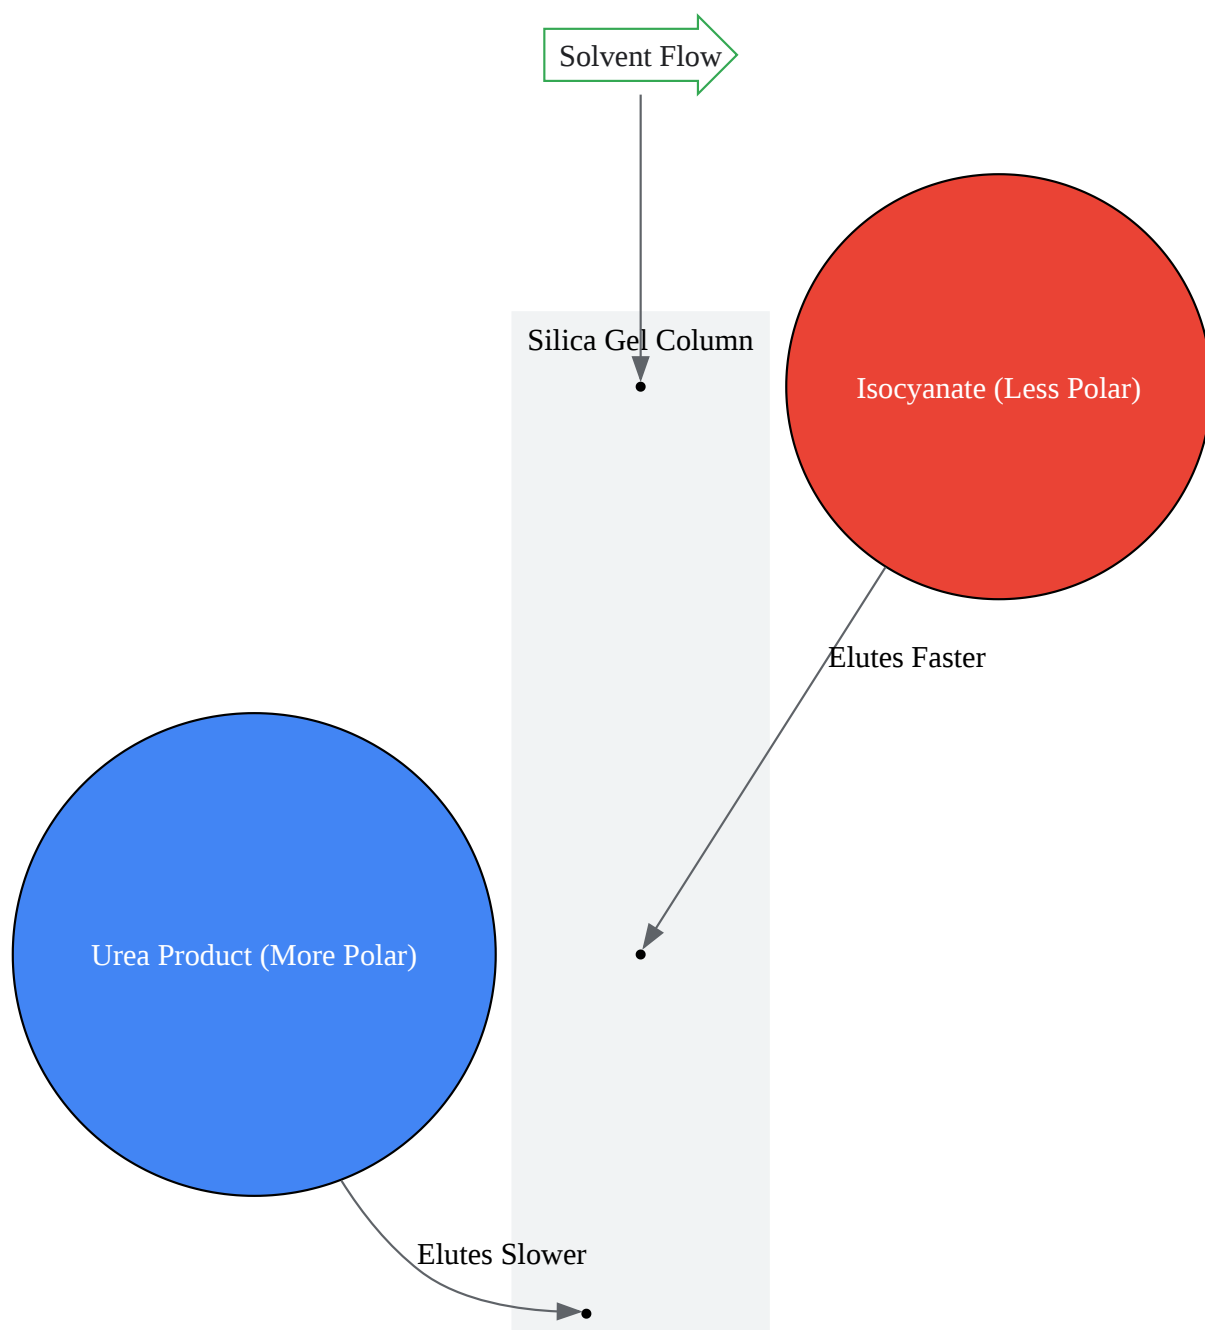 Solvent Flow
Silica Gel Column
Isocyanate (Less Polar)
Elutes Faster
Urea Product (More Polar)
Elutes Slower